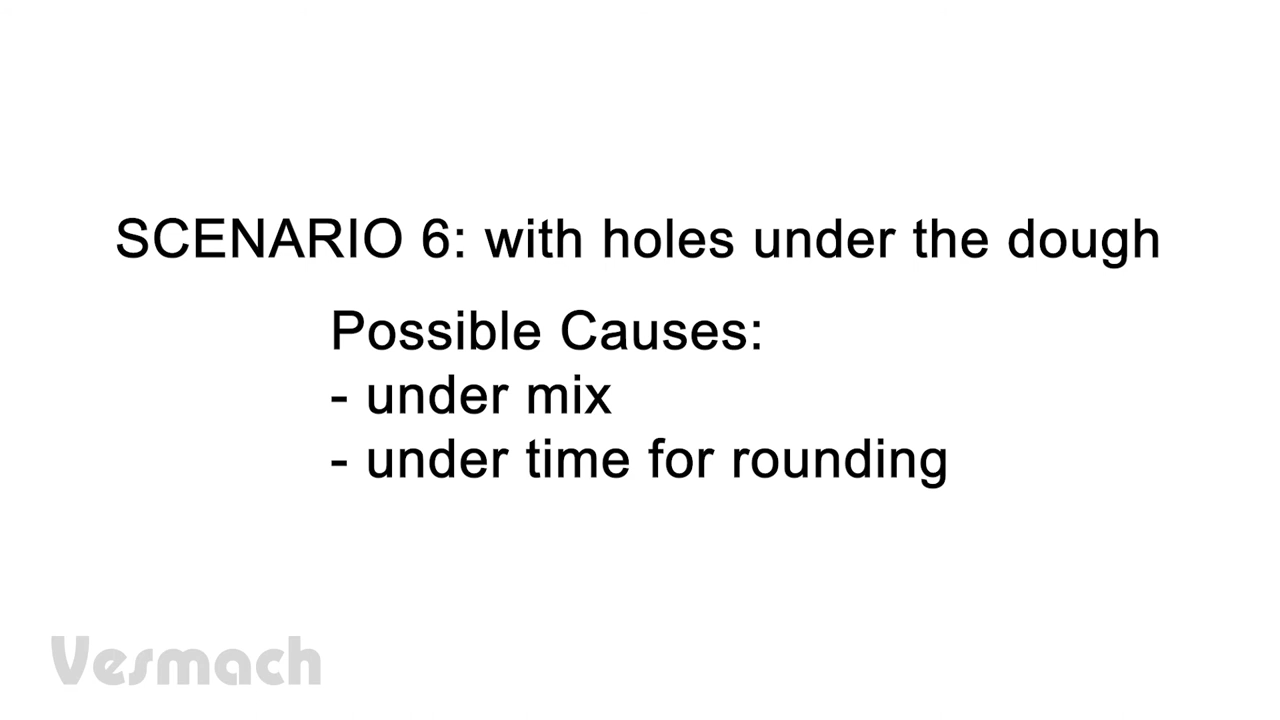 SCENARIO 6: with holes under the dough
Possible Causes:
- under mix
- under time for rounding
Vesmach